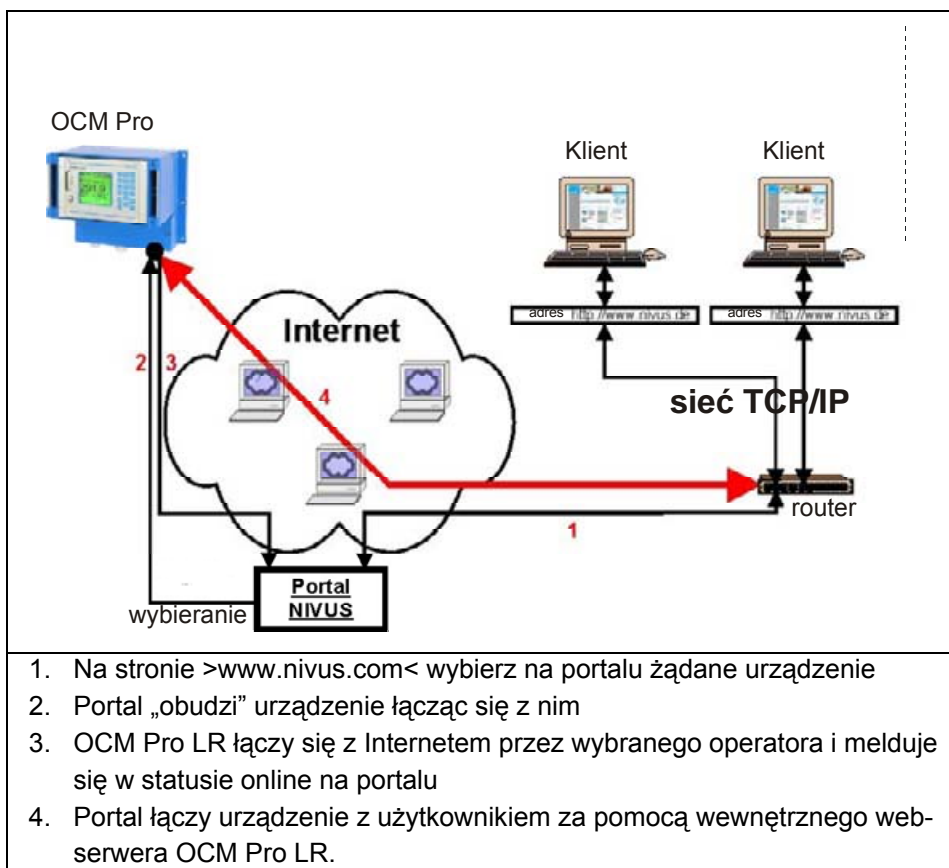 OCM Pro
Klient
Klient
Internet
adres http://www.nivus.de
adres http://www.nivus.de
2
3
4
sieć TCP/IP
router
1
Portal
NIVUS
wybieranie
1. Na stronie >www.nivus.com< wybierz na portalu żądane urządzenie
2. Portal „obudzi” urządzenie łącząc się z nim
3. OCM Pro LR łączy się z Internetem przez wybranego operatora i melduje
się w statusie online na portalu
4. Portal łączy urządzenie z użytkownikiem za pomocą wewnętrznego web-
serwera OCM Pro LR.